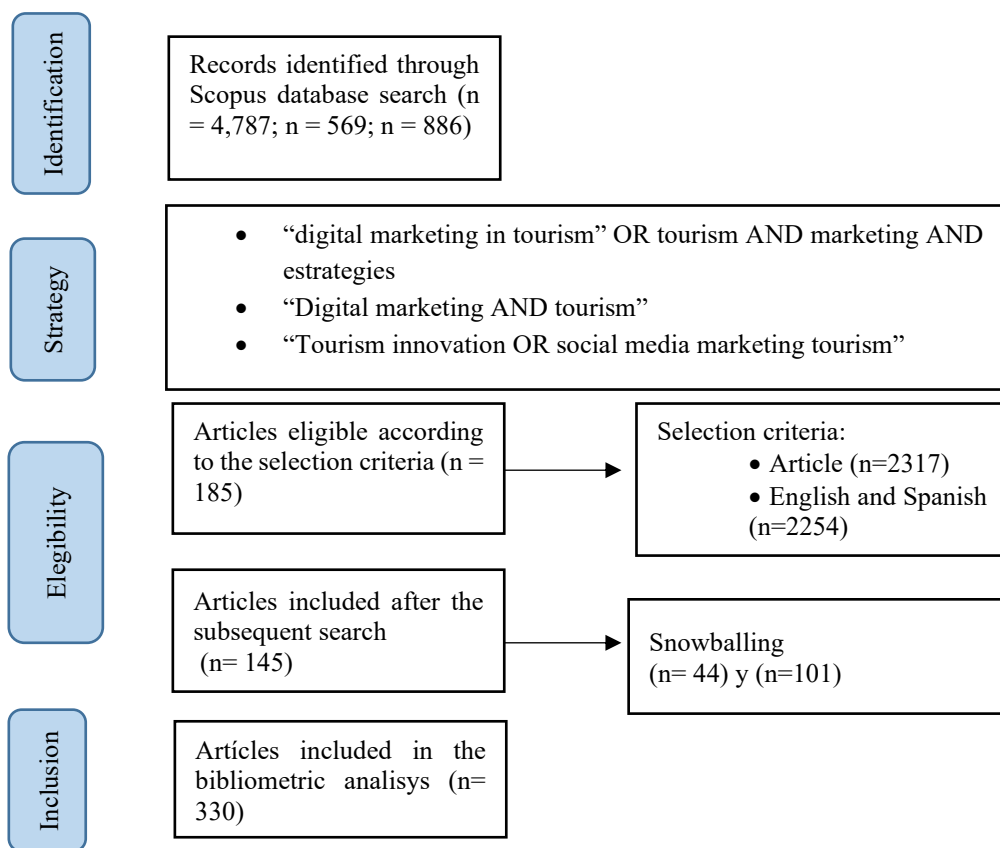 Identification
Records identified through
Scopus database search (n
= 4,787; n = 569; n = 886)
Strategy
• “digital marketing in tourism” OR tourism AND marketing AND
estrategies
• “Digital marketing AND tourism”
• “Tourism innovation OR social media marketing tourism”
Elegibility
Articles eligible according
to the selection criteria (n =
185)
Selection criteria:
• Article (n=2317)
• English and Spanish
(n=2254)
Articles included after the
subsequent search
(n= 145)
Snowballing
(n= 44) y (n=101)
Inclusion
Artícles included in the
bibliometric analisys (n=
330)